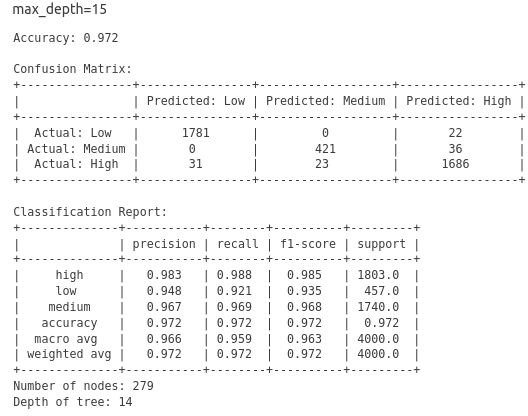 max_depth=15
Accuracy: 0.972
Confusion Matrix:
+---------------+----------------+-------------------+-----------------+
|               | Predicted: Low | Predicted: Medium | Predicted: High |
+---------------+----------------+-------------------+-----------------+
|  Actual: Low  |      1781      |         0         |       22        |
| Actual: Medium |       0        |        421        |       36        |
|  Actual: High |       31       |        23         |      1686       |
+---------------+----------------+-------------------+-----------------+
Classification Report:
+--------------+-----------+--------+----------+---------+
|              | precision | recall | f1-score | support |
+--------------+-----------+--------+----------+---------+
|     high     |   0.983   | 0.988  |  0.985   | 1803.0  |
|     low      |   0.948   | 0.921  |  0.935   |  457.0  |
|    medium    |   0.967   | 0.969  |  0.968   | 1740.0  |
|   accuracy   |   0.972   | 0.972  |  0.972   |  0.972  |
|  macro avg   |   0.966   | 0.959  |  0.963   | 4000.0  |
| weighted avg |   0.972   | 0.972  |  0.972   | 4000.0  |
+--------------+-----------+--------+----------+---------+
Number of nodes: 279
Depth of tree: 14